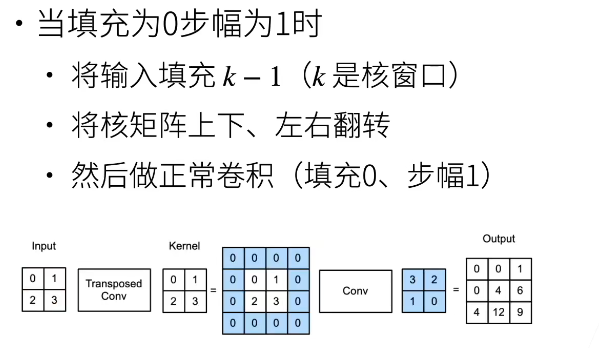 • 当填充为0步幅为1时
• 将输入填充 k − 1（k 是核窗口）
• 将核矩阵上下、左右翻转
• 然后做正常卷积（填充0、步幅1）
Input Kernel Output
0 0 0 0 0 0 1
0 1 Transposed 0 1 0 0 1 0 Conv 3 2 0 4 6
2 3 Conv 2 3 = 0 2 3 0 1 0 = 4 12 9
0 0 0 0